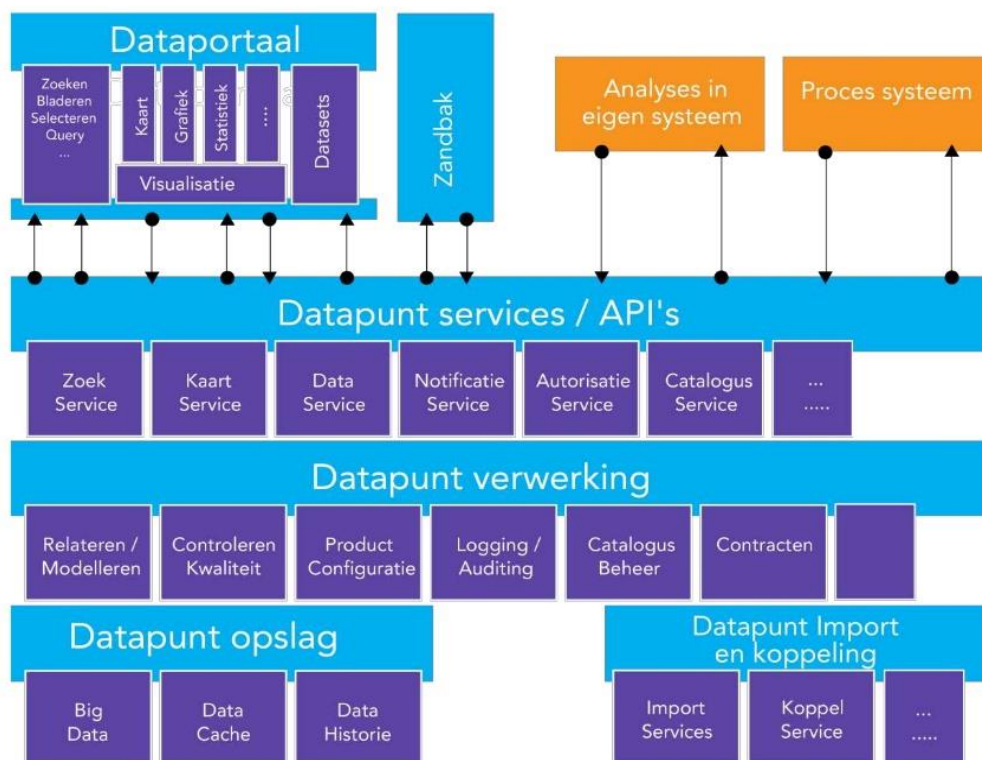 Dataportaal
Zoeken
Bladeren
Selecteren
Query
...
Kaart
Grafiek
Statistiek
....
Datasets
Visualisatie
Zandbak
Analyses in
eigen systeem
Proces systeem
Datapunt services / API's
Zoek
Service
Kaart
Service
Data
Service
Notificatie
Service
Autorisatie
Service
Catalogus
Service
...
.....
Datapunt verwerking
Relateren /
Modelleren
Controleren
Kwaliteit
Product
Configuratie
Logging /
Auditing
Catalogus
Beheer
Contracten
Datapunt opslag
Big
Data
Data
Cache
Data
Historie
Datapunt Import
en koppeling
Import
Services
Koppel
Service
...
.....